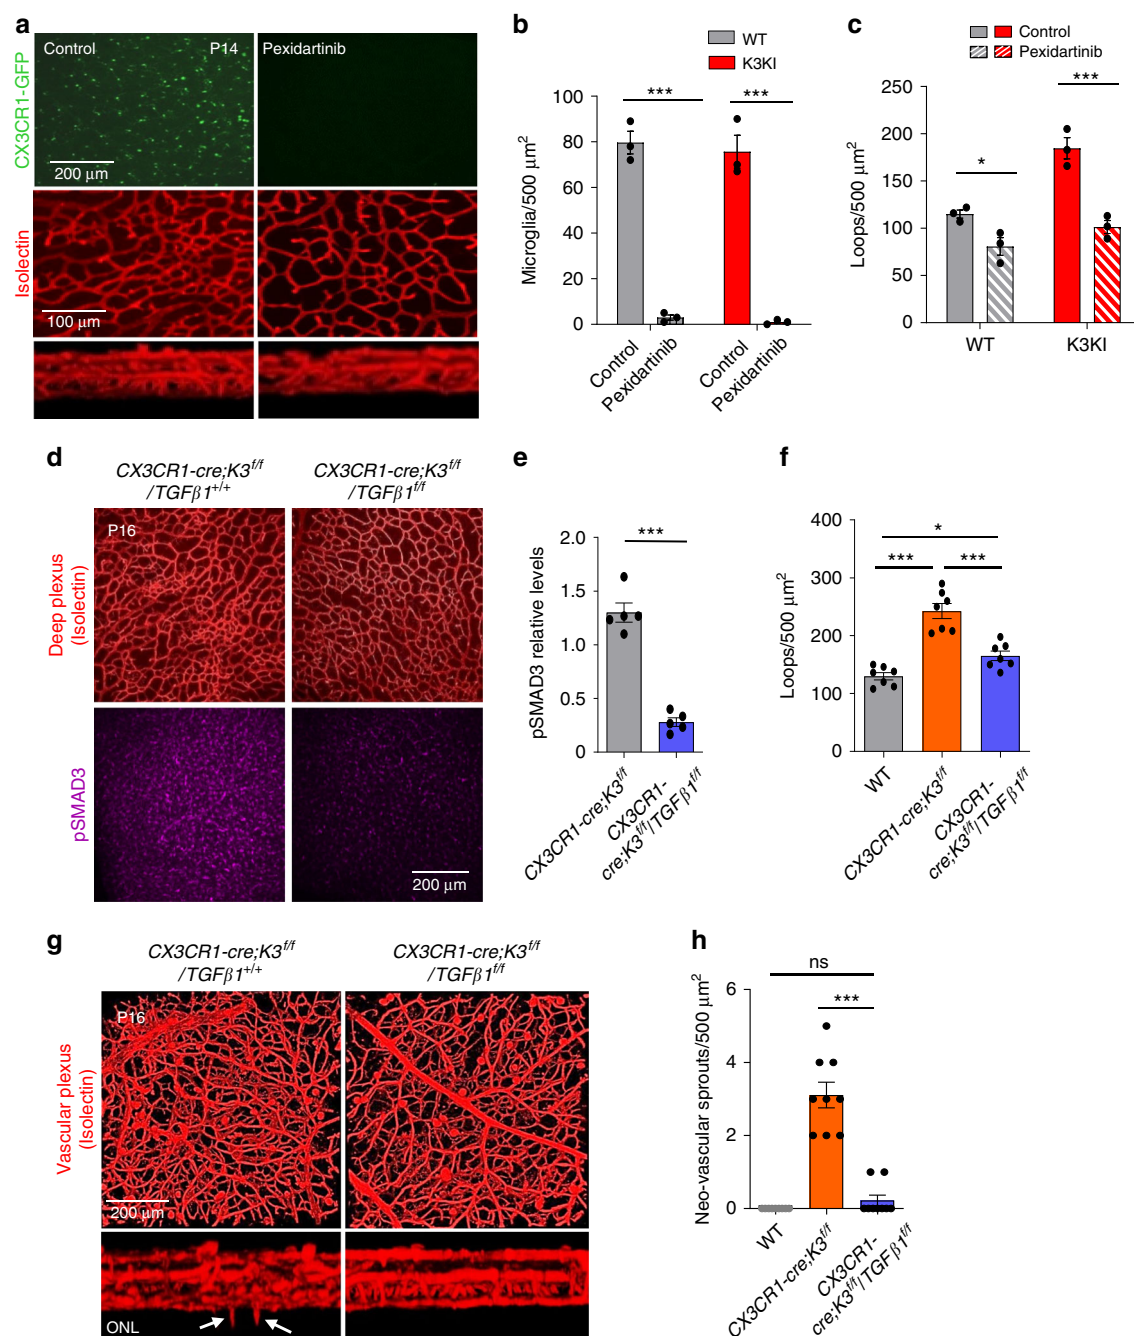 a
Control
P14
Pexidartinib
CX3CR1-GFP
200 μm
Isolectin
100 μm
b
WT
K3KI
***
***
Microglia/500 μm²
100
80
60
40
20
0
Control
Pexidartinib
Control
Pexidartinib
c
Control
Pexidartinib
***
*
Loops/500 μm²
250
200
150
100
50
0
WT
K3KI
d
CX3CR1-cre;K3f/f
/TGFβ1+/+
CX3CR1-cre;K3f/f
/TGFβ1f/f
P16
Deep plexus
(Isolectin)
pSMAD3
200 μm
e
***
pSMAD3 relative levels
2.0
1.5
1.0
0.5
0
CX3CR1-cre;K3f/f
CX3CR1-
cre;K3f/f/TGFβ1f/f
f
*
***
***
Loops/500 μm²
400
300
200
100
0
WT
CX3CR1-cre;K3f/f
CX3CR1-
cre;K3f/f/TGFβ1f/f
g
CX3CR1-cre;K3f/f
/TGFβ1+/+
CX3CR1-cre;K3f/f
/TGFβ1f/f
P16
Vascular plexus
(Isolectin)
200 μm
ONL
h
ns
***
Neo-vascular sprouts/500 μm²
6
4
2
0
WT
CX3CR1-cre;K3f/f
CX3CR1-
cre;K3f/f/TGFβ1f/f